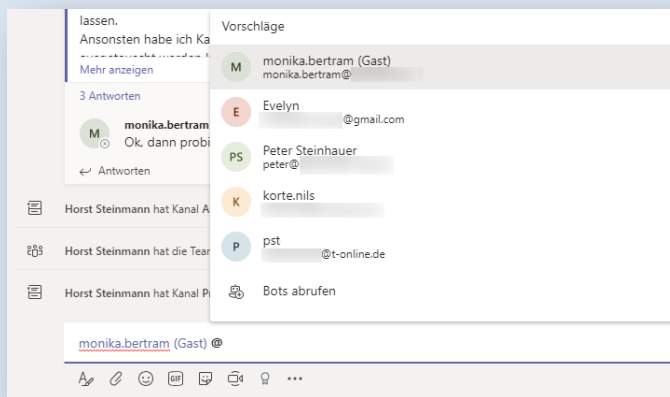 lassen.
Ansonsten habe ich Ka
Mehr anzeigen
3 Antworten
M
monika.bertram
Ok, dann probi
Antworten
Horst Steinmann hat Kanal A
Horst Steinmann hat die Tear
Horst Steinmann hat Kanal P
Vorschläge
M
monika.bertram (Gast)
monika.bertram@
E
Evelyn
@gmail.com
PS
Peter Steinhauer
peter@
K
korte.nils
P
pst
@t-online.de
Bots abrufen
monika.bertram (Gast) @
GIF